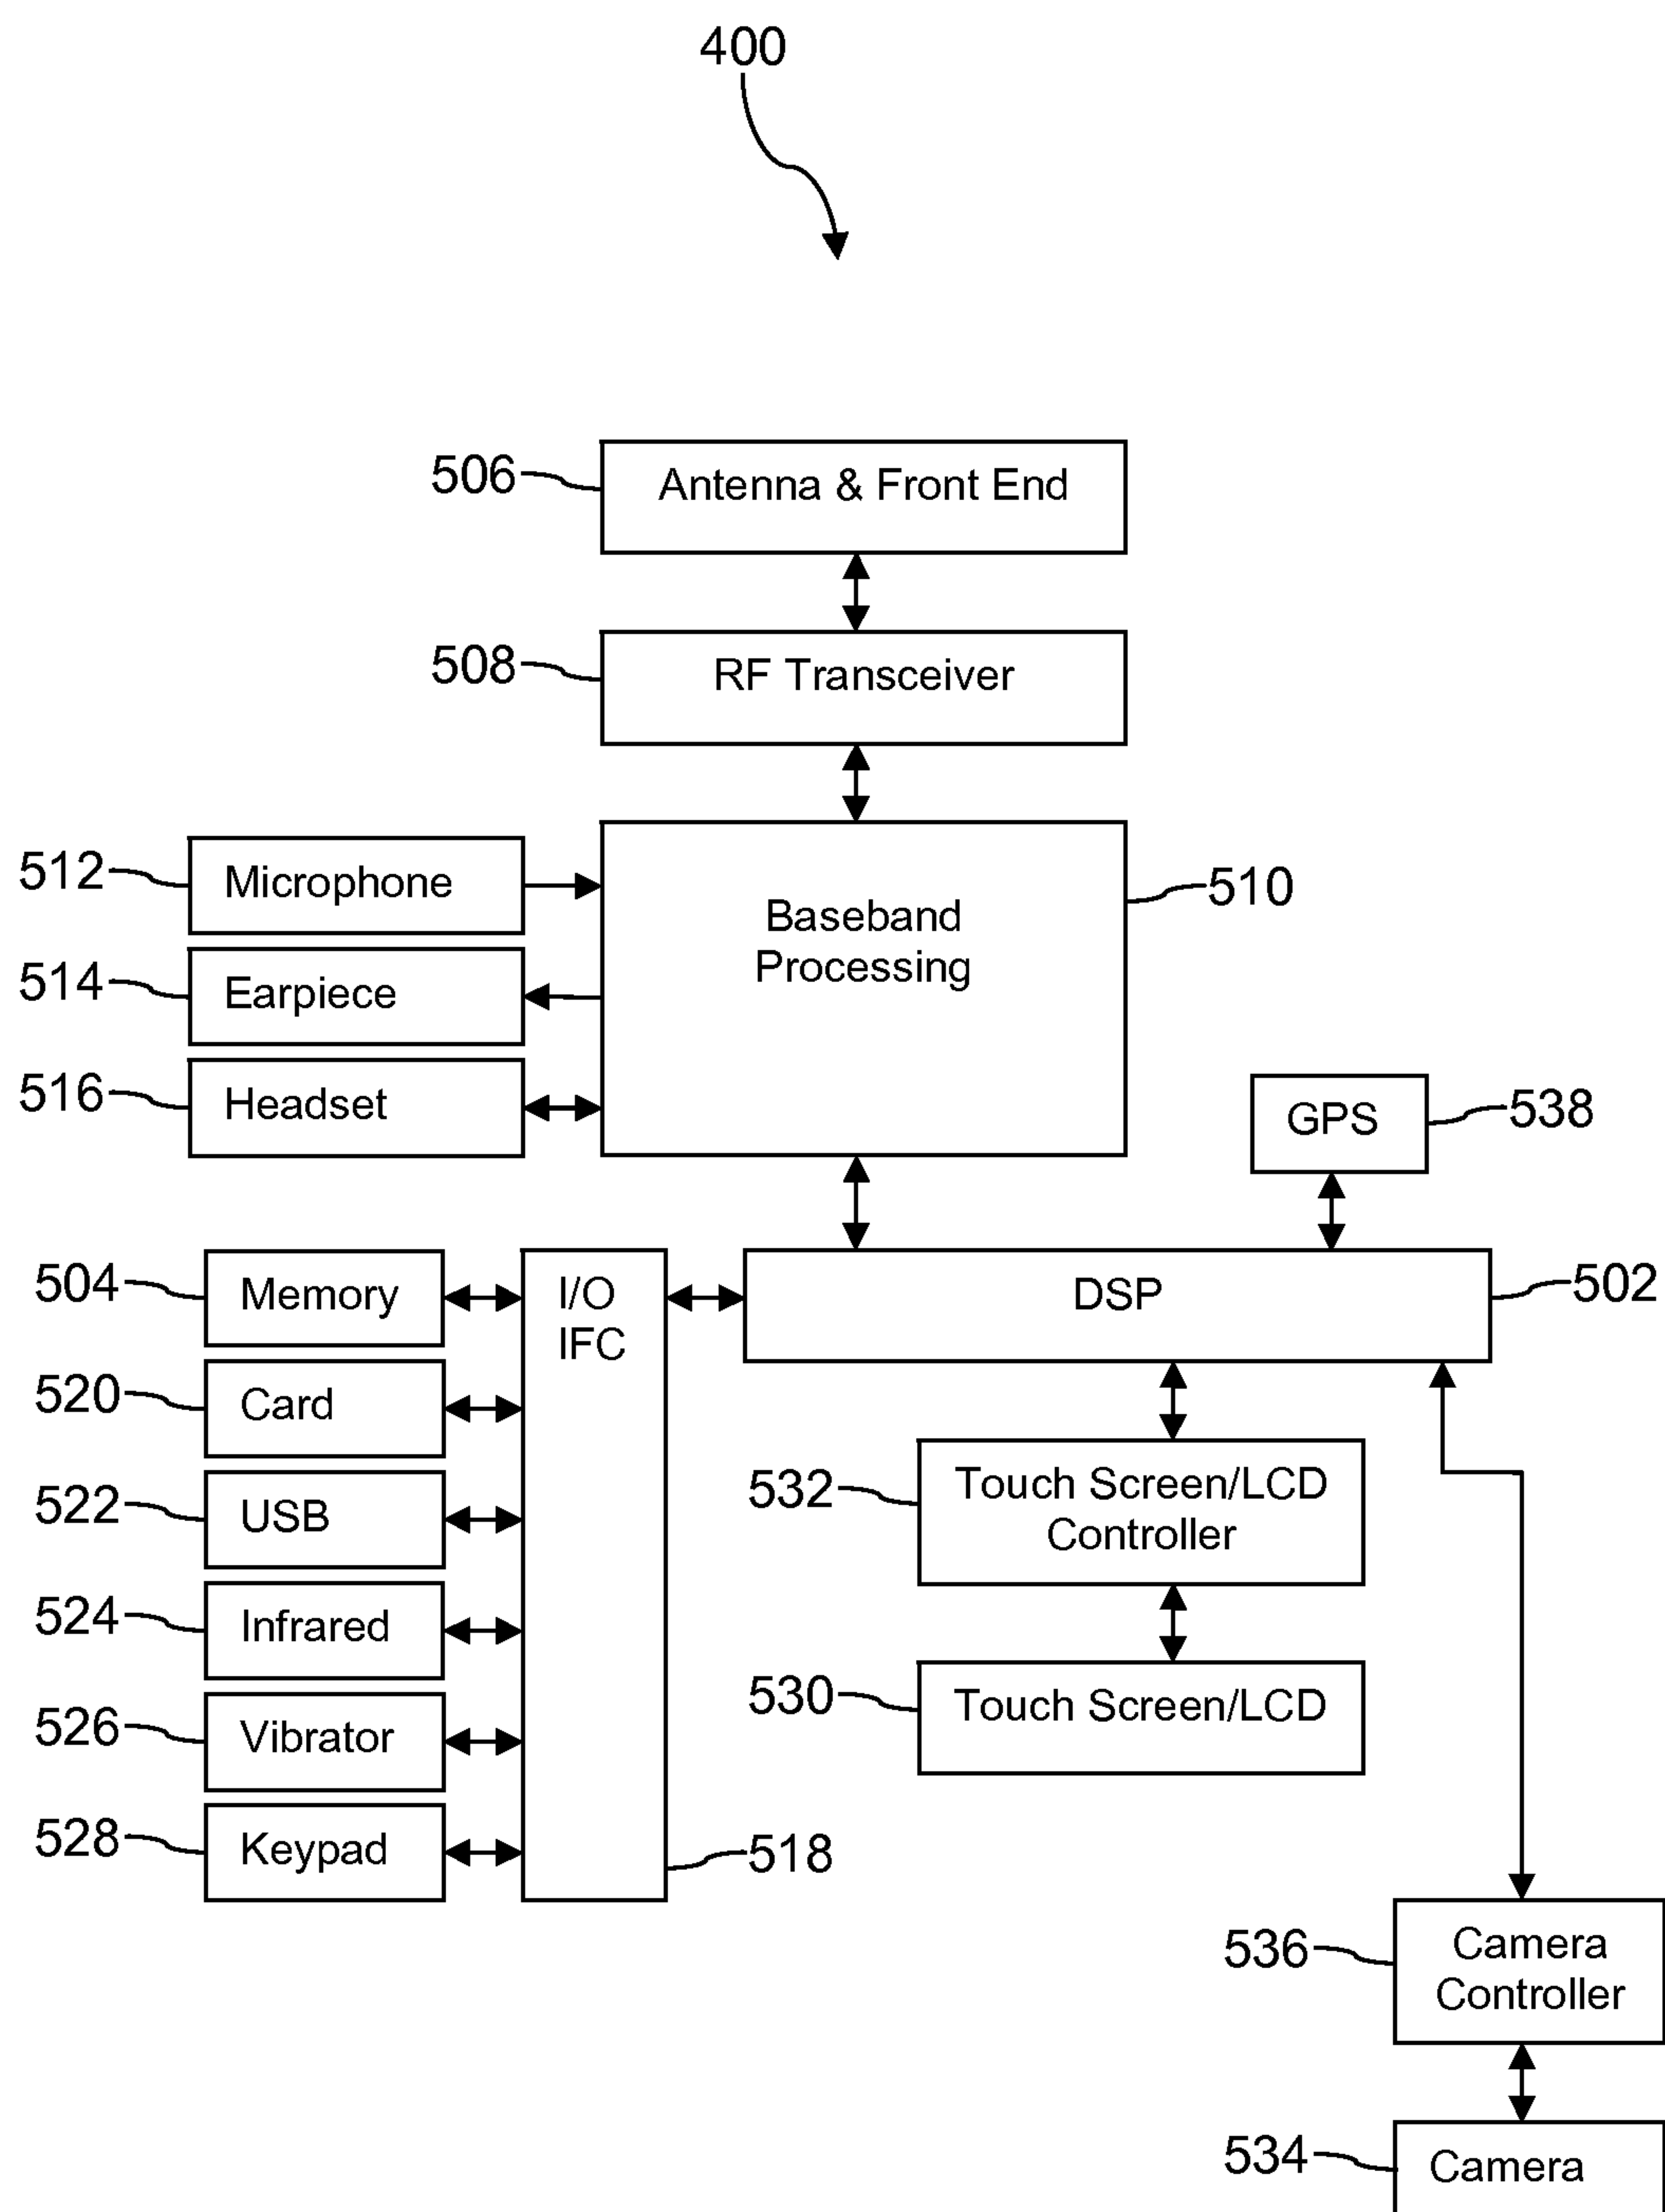 400
506
Antenna & Front End
508
RF Transceiver
512
Microphone
Baseband
Processing
510
514
Earpiece
516
Headset
GPS
538
504
Memory
I/O
IFC
DSP
502
520
Card
522
USB
532
Touch Screen/LCD
Controller
524
Infrared
530
Touch Screen/LCD
526
Vibrator
528
Keypad
518
536
Camera
Controller
534
Camera